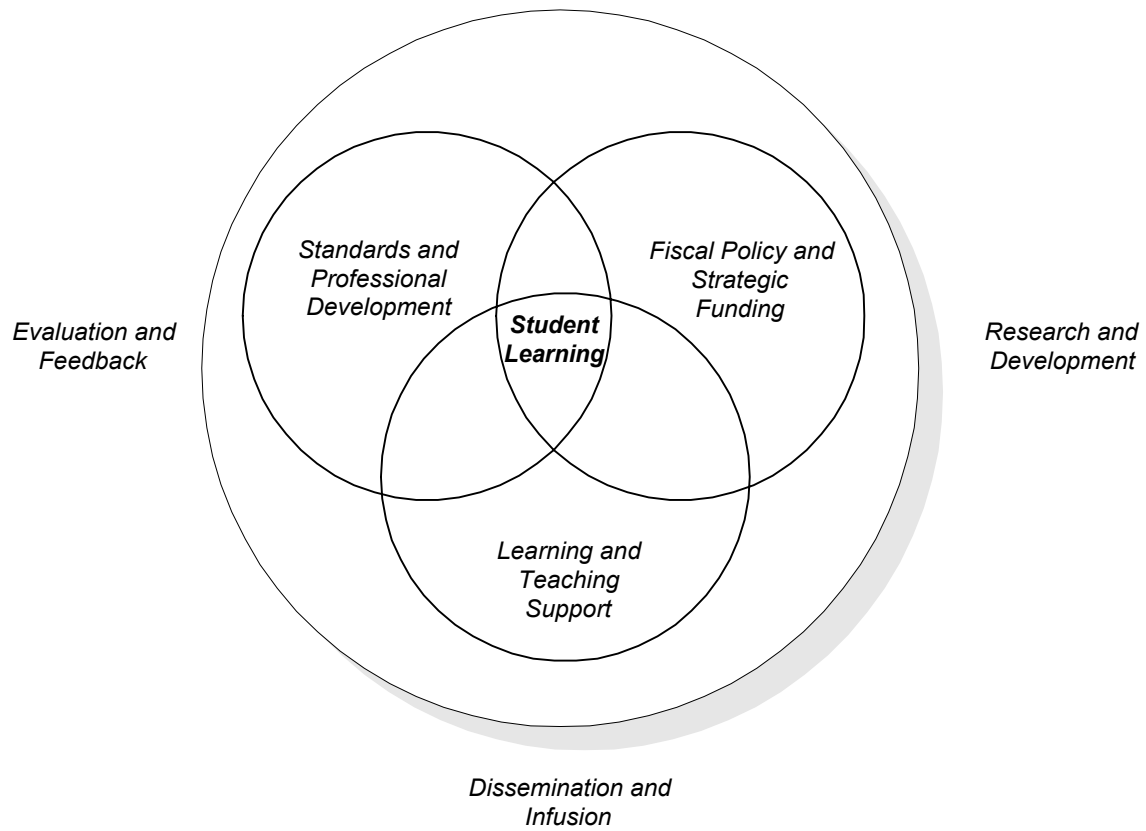 Standards and
Professional
Development
Fiscal Policy and
Strategic
Funding
Student
Learning
Evaluation and
Feedback
Research and
Development
Learning and
Teaching
Support
Dissemination and
Infusion